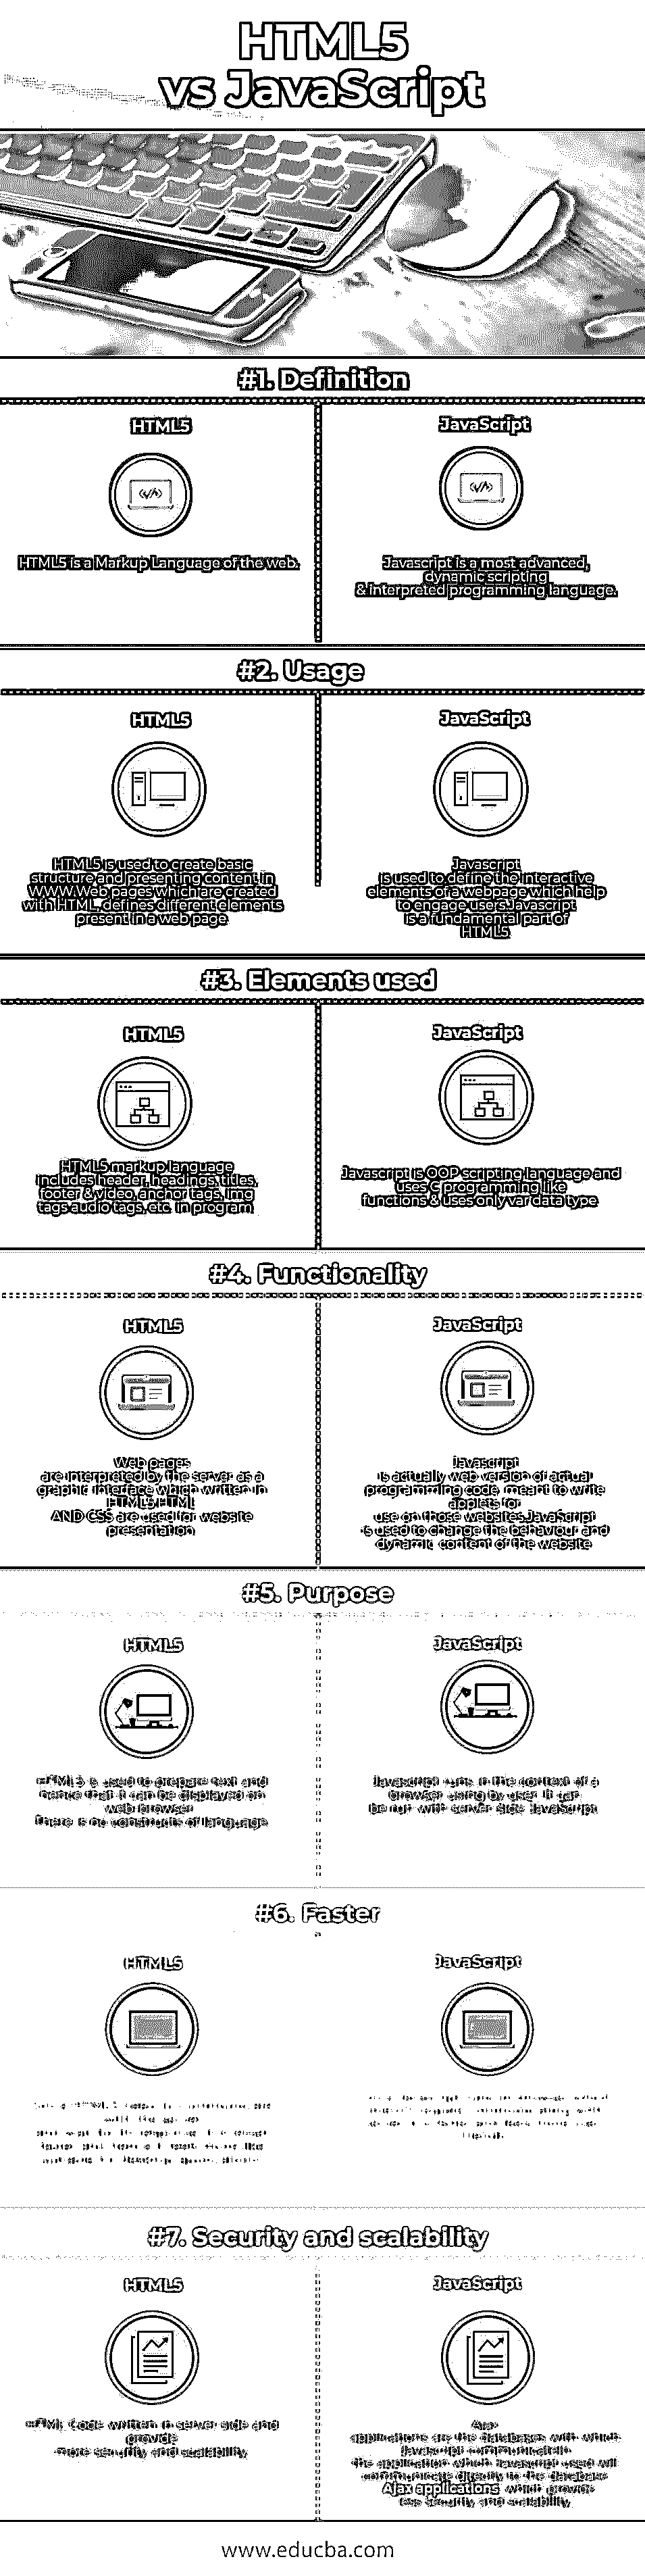 HTML5
vs JavaScript
#1. Definition
HTML5
JavaScript
HTML5 is a Markup Language of the web.
Javascript is a most advanced,
dynamic scripting
& interpreted programming language.
#2. Usage
HTML5
JavaScript
HTML5 is used to create basic
structure and presenting content in
WWW.Web pages which are created
with HTML, defines different elements
present in a web page.
Javascript
is used to define the interactive
elements of a webpage which help
to engage users.Javascript
is a fundamental part of
HTML5.
#3. Elements used
HTML5
JavaScript
HTML5 markup language
includes header, headings, titles,
footer & video, anchor tags, img
tags audio tags, etc. in program.
Javascript is OOP scripting language and
uses C programming like
functions & uses only var data type.
#4. Functionality
HTML5
JavaScript
Web pages
are interpreted by the server as a
graphic interface which written in
HTML5 HTML
AND CSS are used for website
presentation
Javascript
is actually web version of actual
programming code, meant to write
applets for
use on those websites.JavaScript
is used to change the behaviour and
dynamic content of the website
#5. Purpose
HTML5
JavaScript
HTML 5 is used to prepare text and
hence that it can be displayed on
web browser
There is no constructs of language
Javascript runs in the context of a
browser using by user. It can
be run with server side JavaScript.
#6. Faster
HTML5
JavaScript
#7. Security and scalability
HTML5
JavaScript
HTML Code written in server side and
provide
more security and scalability
Ajax
applications are the databases with which
Javascript communicates
the application which Javascript used will
communicate directly to the database
Ajax applications which provide
less security and scalability
www.educba.com